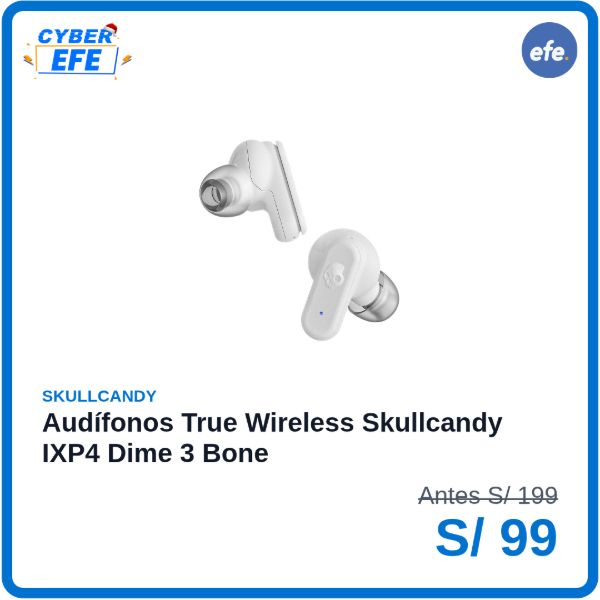 CYBER
EFE
efe.
SKULLCANDY
Audífonos True Wireless Skullcandy
IXP4 Dime 3 Bone
Antes S/ 199
S/ 99